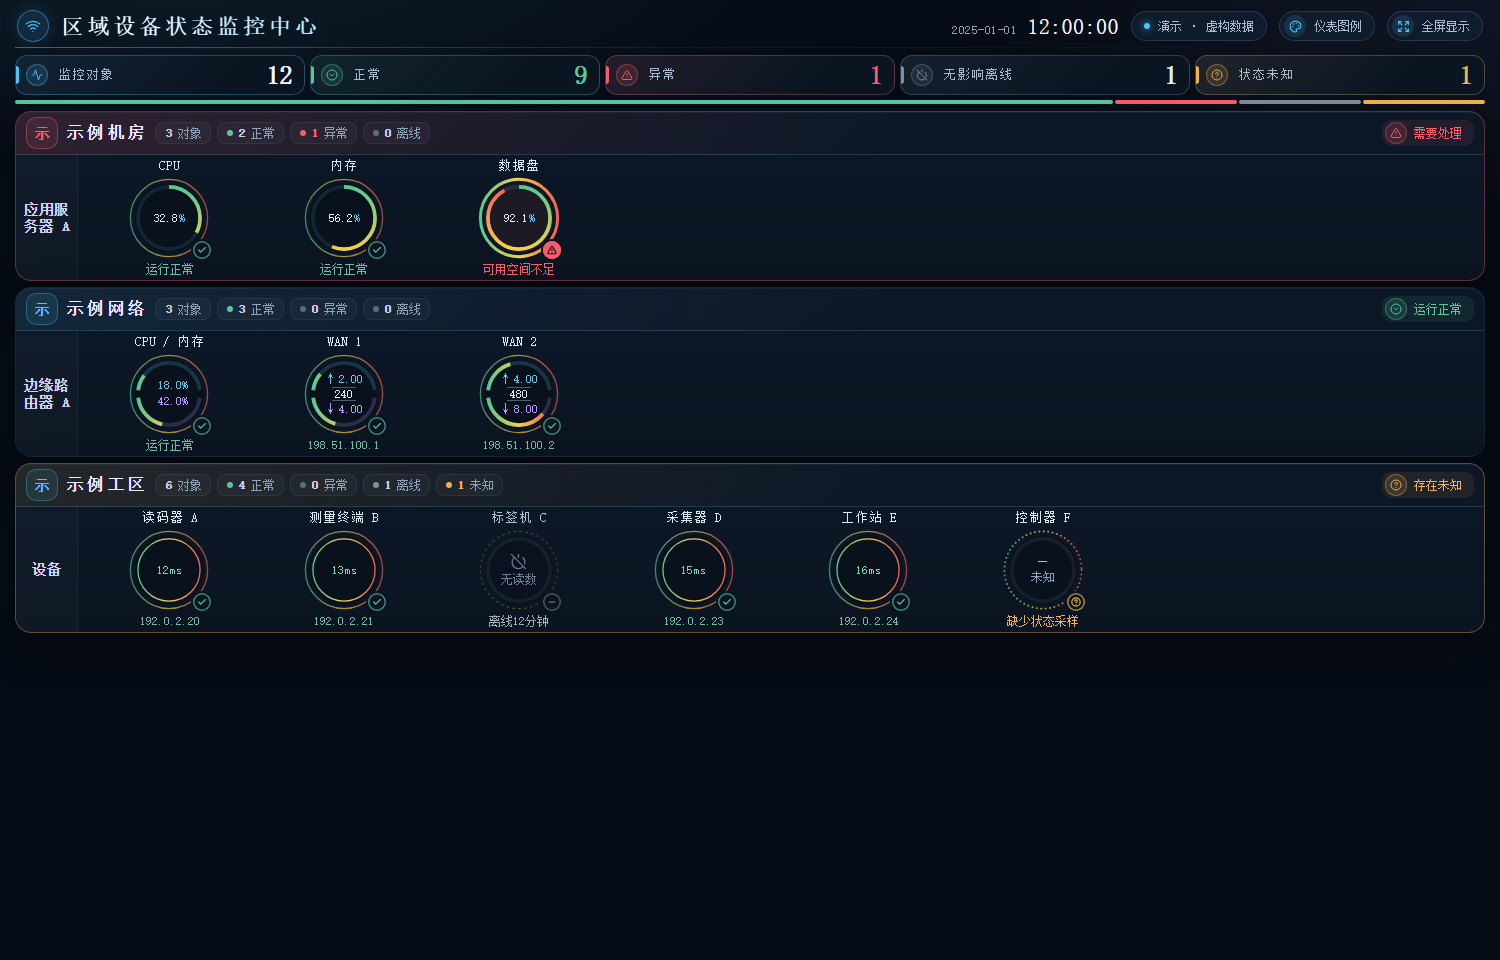 区域设备状态监控中心
2025-01-01 12:00:00 演示 · 虚构数据 仪表图例 全屏显示
监控对象 12 正常 9 异常 1 无影响离线 1 状态未知 1
示 示例机房 3 对象 2 正常 1 异常 0 离线 需要处理
CPU 内存 数据盘
应用服务器 A
32.8% 56.2% 92.1%
运行正常 运行正常 可用空间不足
示 示例网络 3 对象 3 正常 0 异常 0 离线 运行正常
CPU / 内存 WAN 1 WAN 2
边缘路由器 A
18.0% ↑ 2.00 ↑ 4.00
42.0% 240 480
↓ 4.00 ↓ 8.00
运行正常 198.51.100.1 198.51.100.2
示 示例工区 6 对象 4 正常 0 异常 1 离线 1 未知 存在未知
读码器 A 测量终端 B 标签机 C 采集器 D 工作站 E 控制器 F
设备
12ms 13ms 无读数 15ms 16ms — 未知
192.0.2.20 192.0.2.21 离线12分钟 192.0.2.23 192.0.2.24 缺少状态采样